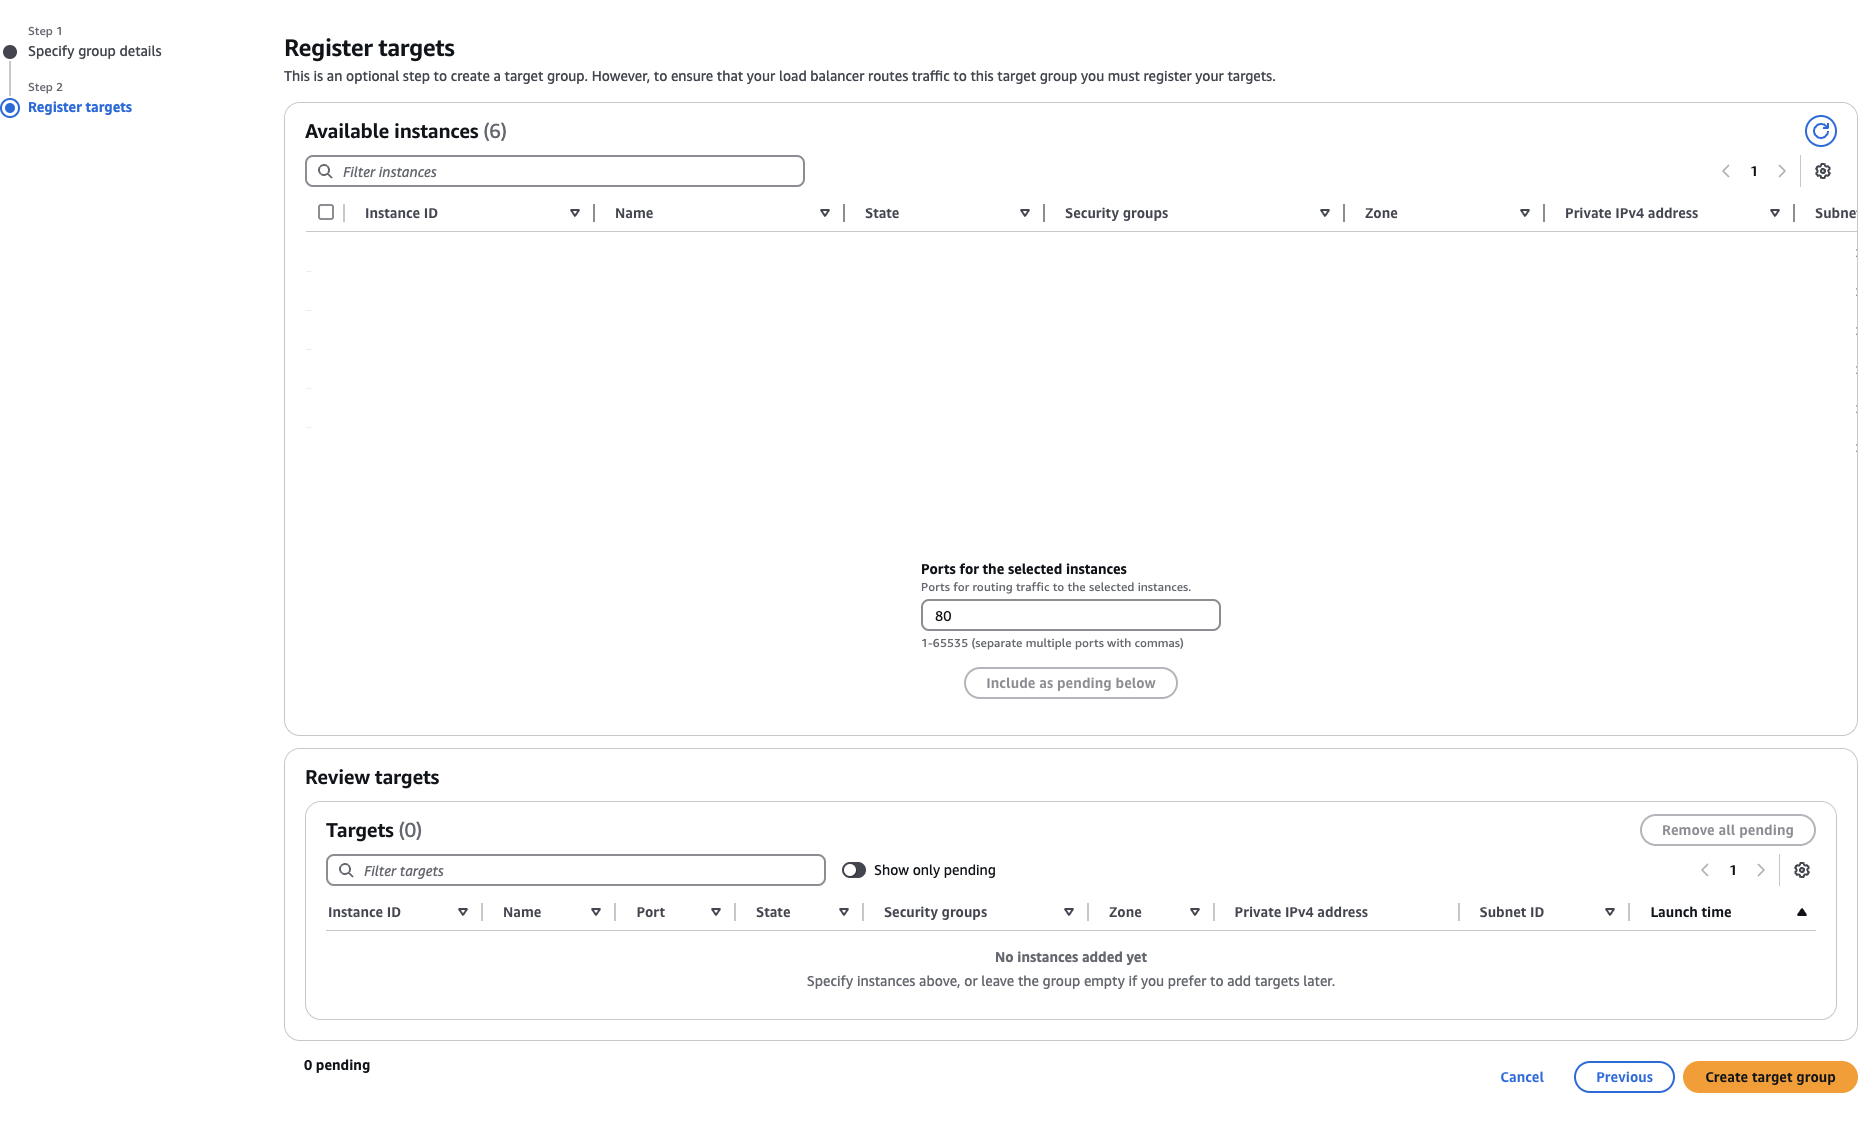 Step 1
Specify group details
Step 2
Register targets
Register targets
This is an optional step to create a target group. However, to ensure that your load balancer routes traffic to this target group you must register your targets.
Available instances (6)
Filter instances
1
Instance ID Name State Security groups Zone Private IPv4 address Subne
Ports for the selected instances
Ports for routing traffic to the selected instances.
80
1-65535 (separate multiple ports with commas)
Include as pending below
Review targets
Targets (0)
Remove all pending
Filter targets
Show only pending
1
Instance ID Name Port State Security groups Zone Private IPv4 address Subnet ID Launch time
No instances added yet
Specify instances above, or leave the group empty if you prefer to add targets later.
0 pending
Cancel Previous Create target group